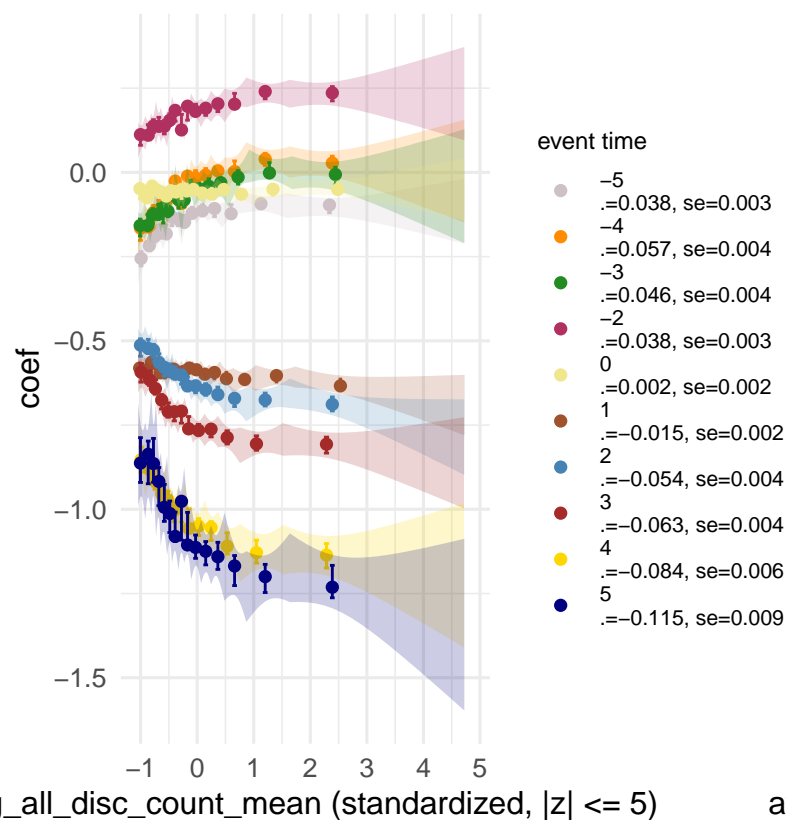 coef
0.0
−0.5
−1.0
−1.5
−1 0 1 2 3 4 5
g_all_disc_count_mean (standardized, |z| <= 5)
a
event time
−5
.=0.038, se=0.003
−4
.=0.057, se=0.004
−3
.=0.046, se=0.004
−2
.=0.038, se=0.003
0
.=0.002, se=0.002
1
.=−0.015, se=0.002
2
.=−0.054, se=0.004
3
.=−0.063, se=0.004
4
.=−0.084, se=0.006
5
.=−0.115, se=0.009